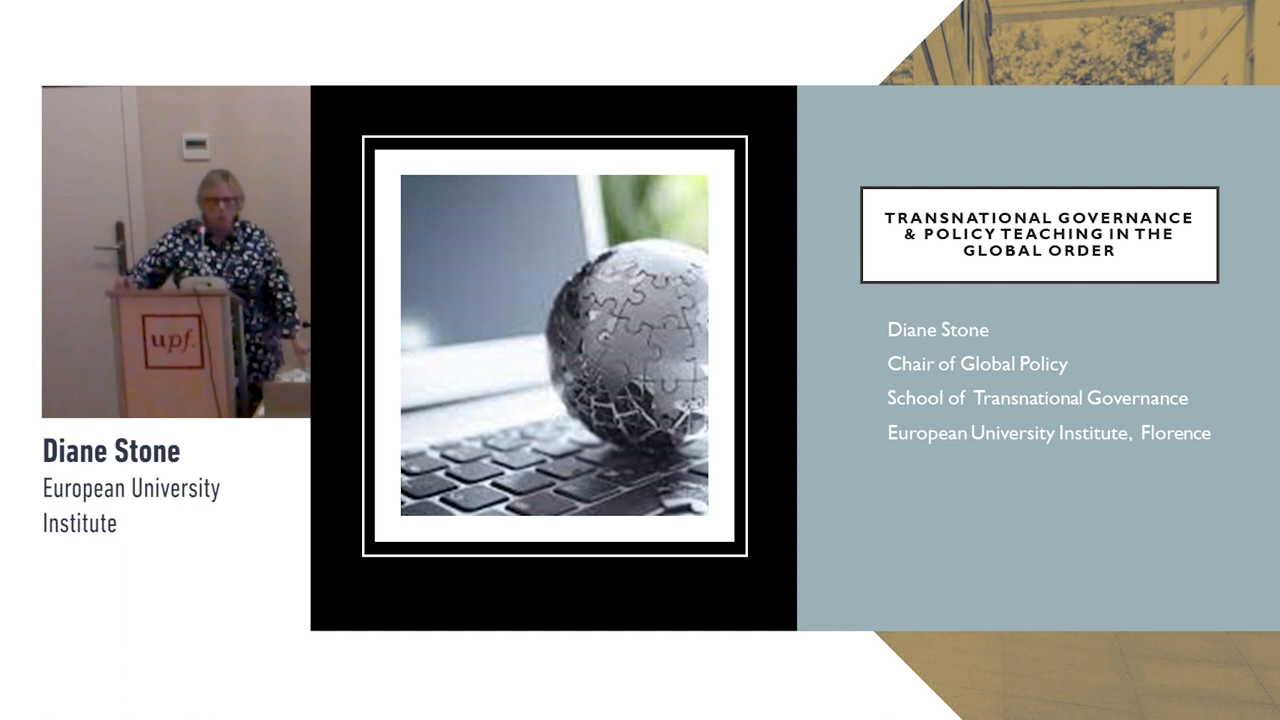 upf.
Diane Stone
European University
Institute
TRANSNATIONAL GOVERNANCE
& POLICY TEACHING IN THE
GLOBAL ORDER
Diane Stone
Chair of Global Policy
School of Transnational Governance
European University Institute, Florence